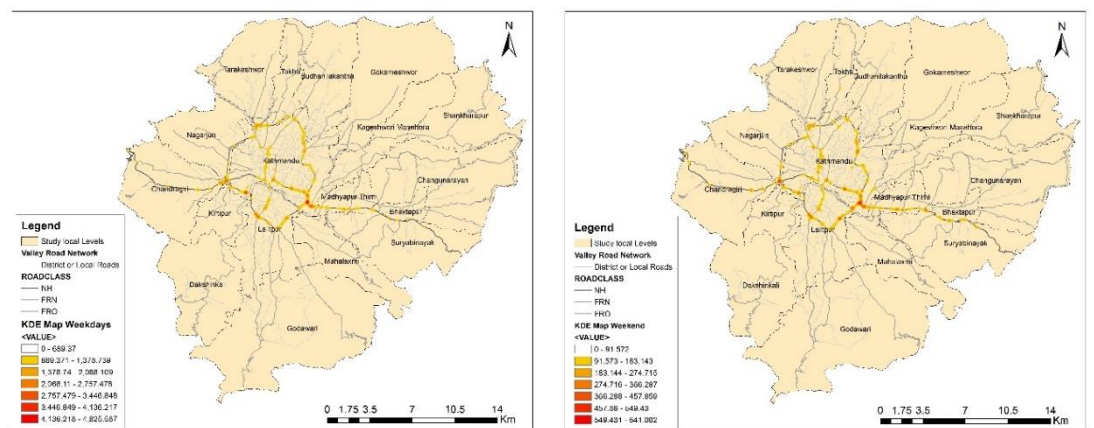 N
Tarakeshwor
Tokha
Budhanilakantha
Gokarneshwor
Shankharapur
Kageshwori Manohora
Nagarjun
Kathmandu
Changunarayan
Chandragiri
Madhyapur Thimi
Kirtipur
Bhaktapur
Lalitpur
Suryabinayak
Mahalaxmi
Dakshinka
Godawari
Legend
Study local Levels
Valley Road Network
District or Local Roads
ROADCLASS
NH
FRN
FRO
KDE Map Weekdays
<VALUE>
0 - 689.37
689.371 - 1,378.739
1,378.74 - 2,068.109
2,068.11 - 2,757.478
2,757.479 - 3,446.848
3,446.849 - 4,136.217
4,136.218 - 4,825.587
0 1.75 3.5 7 10.5 14
Km
N
Tarakeshwor
Tokha
Budhanilakantha
Gokarneshwor
Shankharapur
Kageshwori Manohora
Nagarjun
Kathmandu
Changunarayan
Chandragiri
Madhyapur Thimi
Kirtipur
Bhaktapur
Lalitpur
Suryabinayak
Mahalaxmi
Dakshinkali
Godawari
Legend
Study local Levels
Valley Road Network
District or Local Roads
ROADCLASS
NH
FRN
FRO
KDE Map Weekend
<VALUE>
0 - 91.572
91.573 - 183.143
183.144 - 274.715
274.716 - 366.287
366.288 - 457.859
457.86 - 549.43
549.431 - 641.002
0 1.75 3.5 7 10.5 14
Km